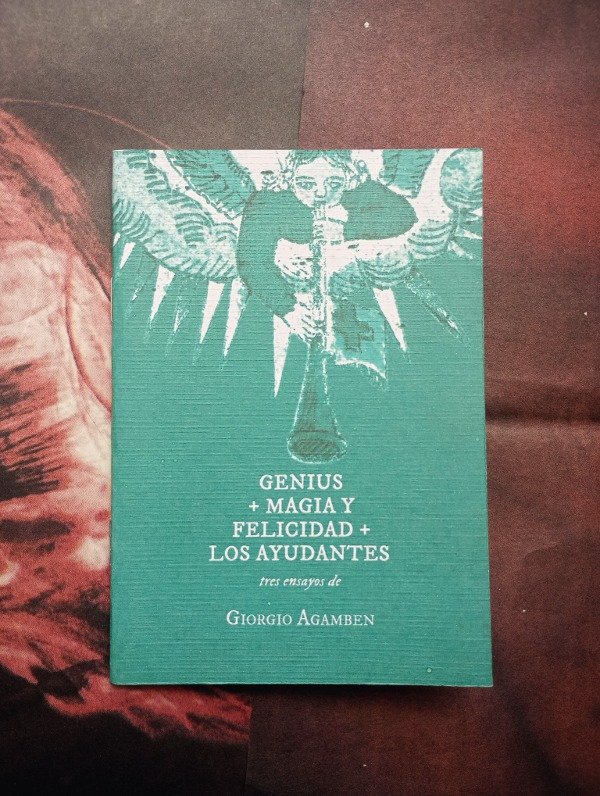 GENIUS
+ MAGIA Y
FELICIDAD +
LOS AYUDANTES
tres ensayos de
GIORGIO AGAMBEN